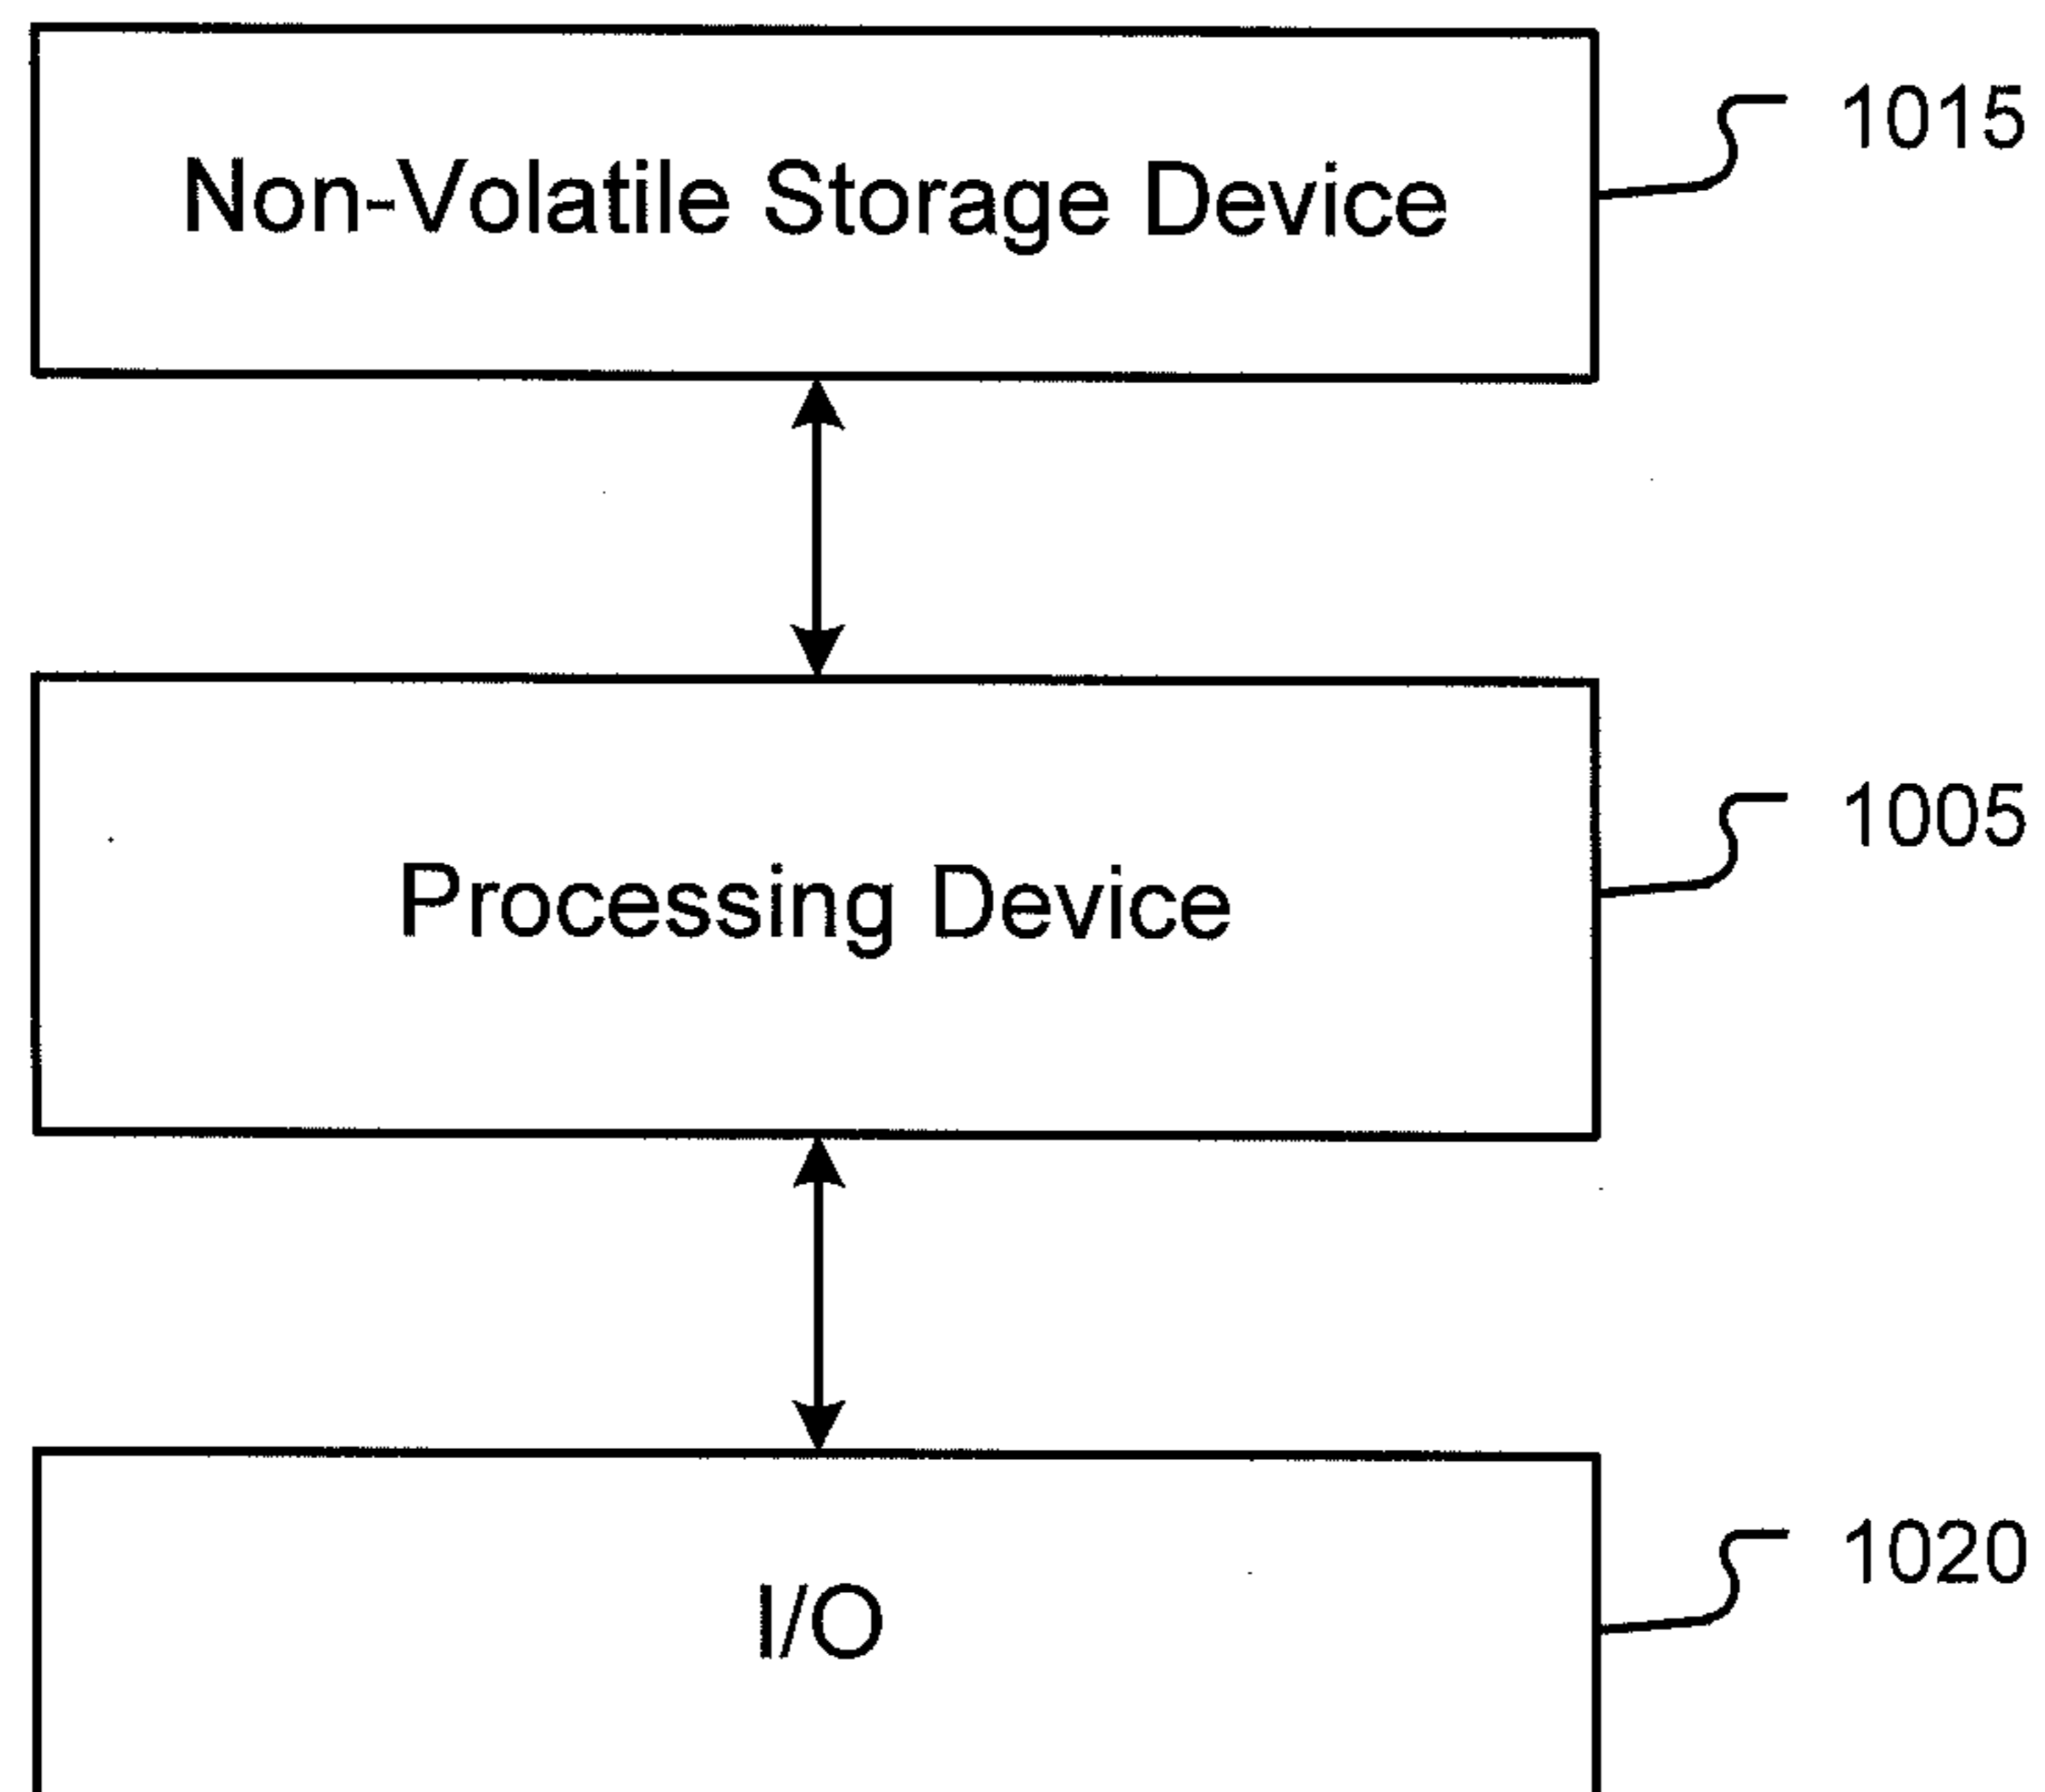 Non-Volatile Storage Device
1015
Processing Device
1005
I/O
1020